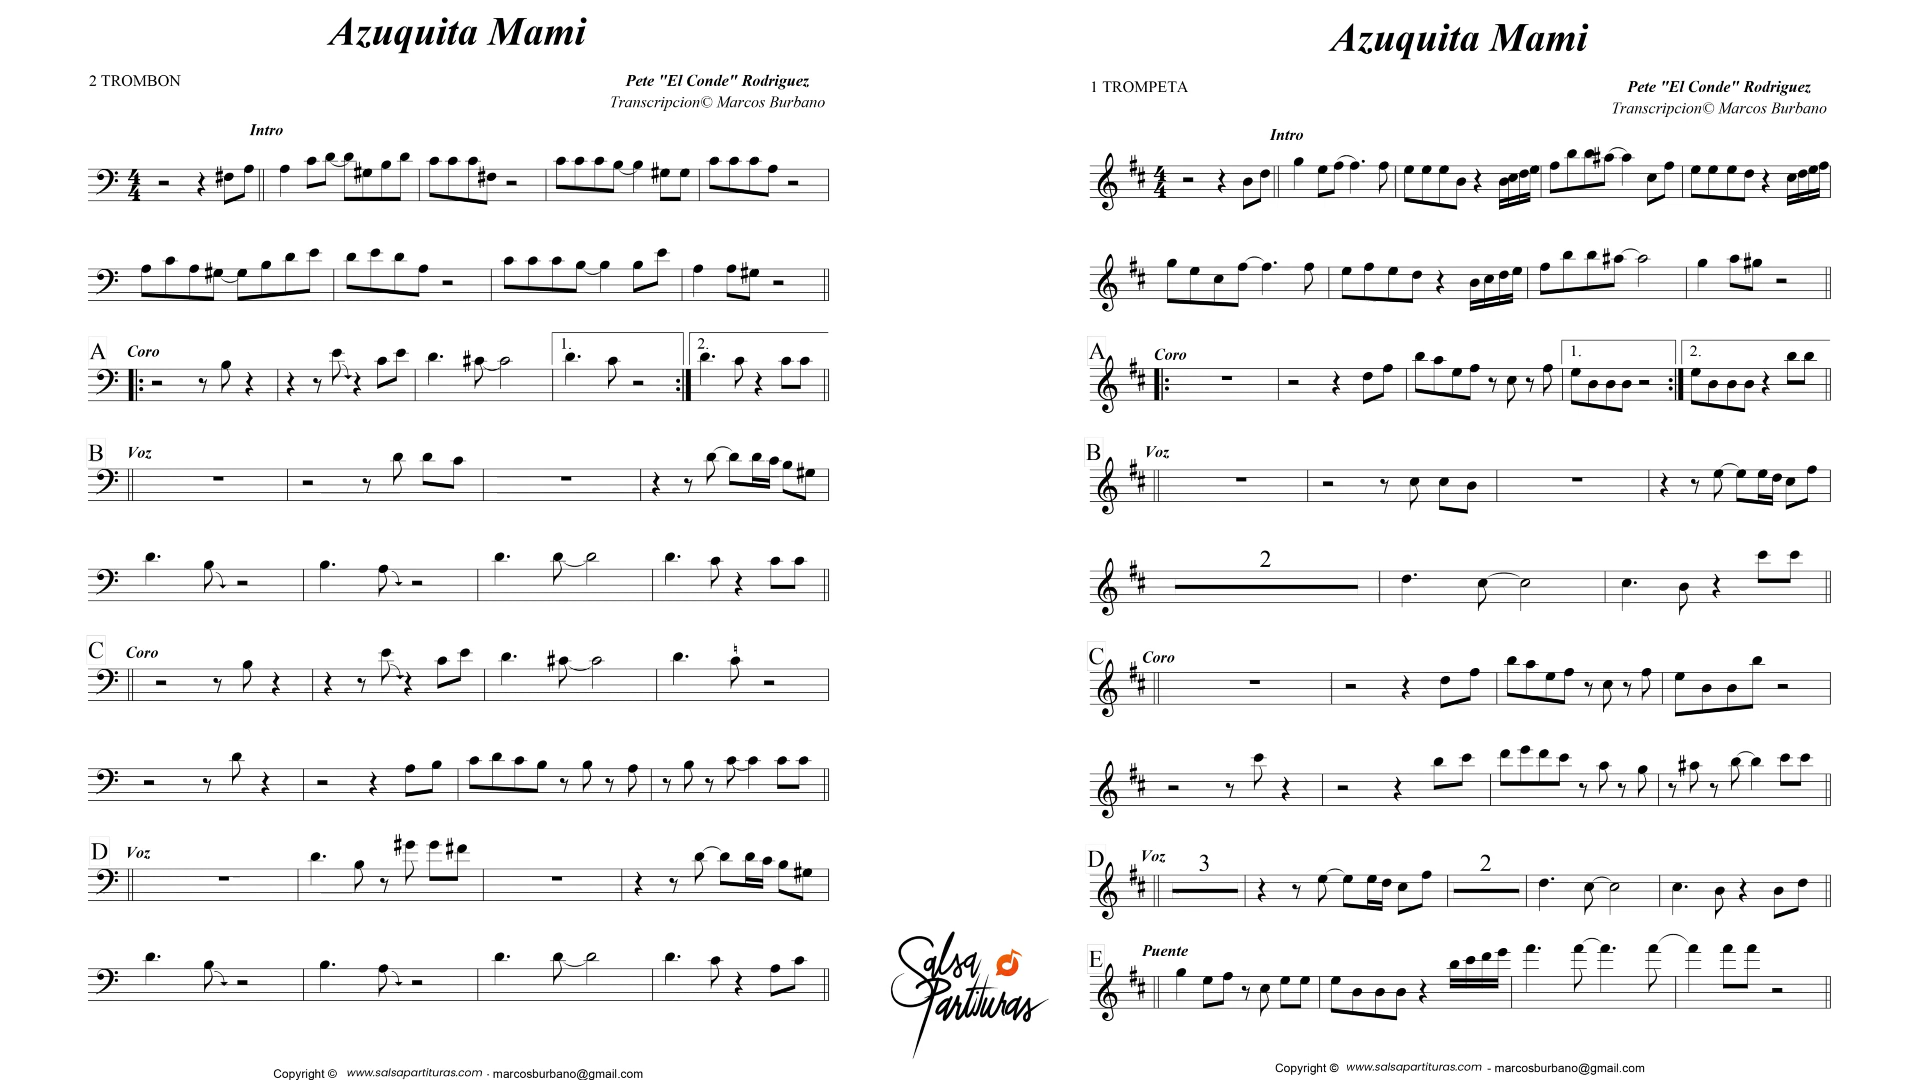 Azuquita Mami
2 TROMBON
Pete "El Conde" Rodriguez
Transcripcion© Marcos Burbano
Intro
A
Coro
1.
2.
B
Voz
C
Coro
D
Voz
Copyright © www.salsapartituras.com - marcosburbano@gmail.com
Salsa
Partituras
Azuquita Mami
1 TROMPETA
Pete "El Conde" Rodriguez
Transcripcion© Marcos Burbano
Intro
A
Coro
1.
2.
B
Voz
2
C
Coro
D
Voz
3
2
E
Puente
Copyright © www.salsapartituras.com - marcosburbano@gmail.com